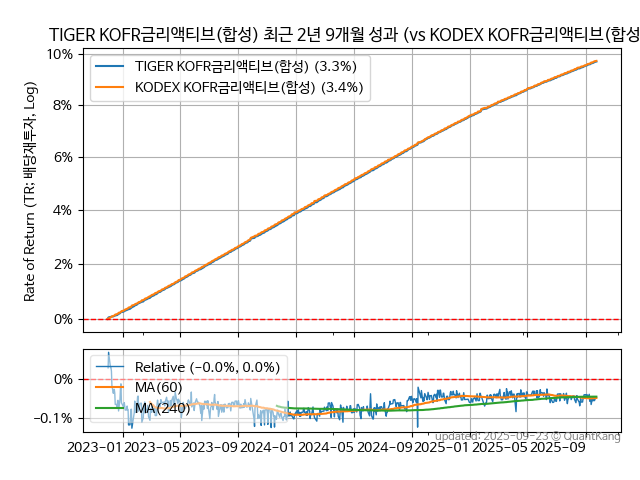 TIGER KOFR금리액티브(합성) 최근 2년 9개월 성과 (vs KODEX KOFR금리액티브(합성
10%
8%
6%
4%
2%
0%
Rate of Return (TR: 배당재투자, Log)
TIGER KOFR금리액티브(합성) (3.3%)
KODEX KOFR금리액티브(합성) (3.4%)
0%
−0.1%
Relative (−0.0%, 0.0%)
MA(60)
MA(240)
2023−01 2023−05 2023−09 2024−01 2024−05 2024−09 2025−01 2025−05 2025−09
updated: 2025−09−23 © QuantKang